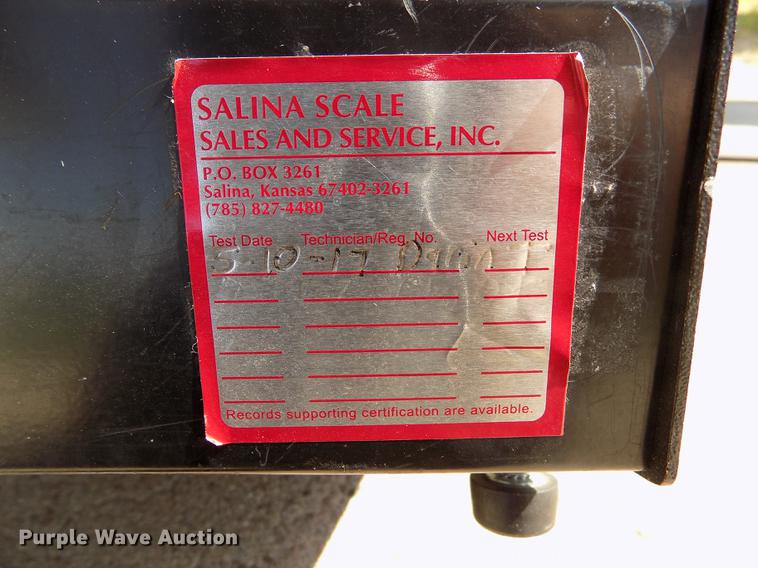 SALINA SCALE
SALES AND SERVICE, INC.
P.O. BOX 3261
Salina, Kansas 67402-3261
(785) 827-4480
Test Date Technician/Reg. No. Next Test
5-10-17
Records supporting certification are available.
Purple Wave Auction